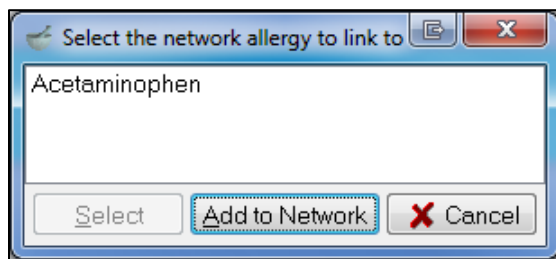 Select the network allergy to link to
Acetaminophen
Select
Add to Network
Cancel